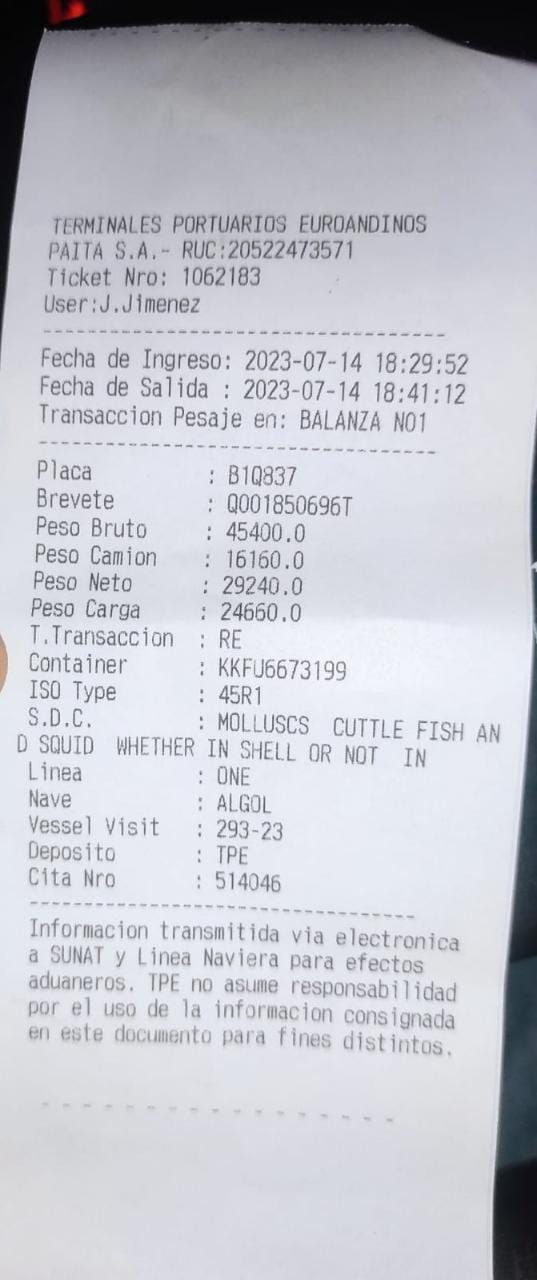 TERMINALES PORTUARIOS EUROANDINOS
PAITA S.A.- RUC:20522473571
Ticket Nro: 1062183
User:J.Jimenez
Fecha de Ingreso: 2023-07-14 18:29:52
Fecha de Salida : 2023-07-14 18:41:12
Transaccion Pesaje en: BALANZA NO1
Placa : B1Q837
Brevete : Q001850696T
Peso Bruto : 45400.0
Peso Camion : 16160.0
Peso Neto : 29240.0
Peso Carga : 24660.0
T.Transaccion : RE
Container : KKFU6673199
ISO Type : 45R1
S.D.C. : MOLLUSCS CUTTLE FISH AN
D SQUID WHETHER IN SHELL OR NOT IN
Linea : ONE
Nave : ALGOL
Vessel Visit : 293-23
Deposito : TPE
Cita Nro : 514046
Informacion transmitida via electronica
a SUNAT y Linea Naviera para efectos
aduaneros. TPE no asume responsabilidad
por el uso de la informacion consignada
en este documento para fines distintos.